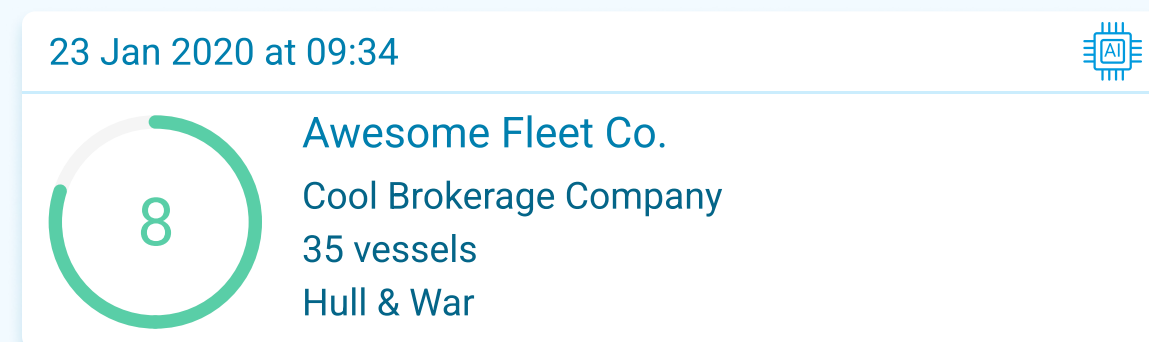 23 Jan 2020 at 09:34
AI
Awesome Fleet Co.
8
Cool Brokerage Company
35 vessels
Hull & War